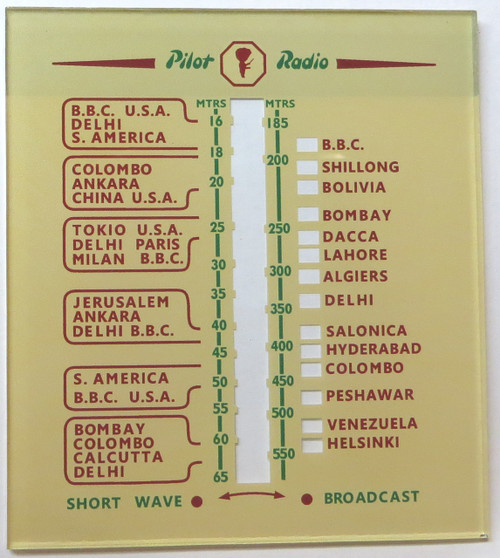 Pilot Radio
MTRS MTRS
B.B.C. U.S.A.
DELHI
S. AMERICA
COLOMBO
ANKARA
CHINA U.S.A.
TOKIO U.S.A.
DELHI PARIS
MILAN B.B.C.
JERUSALEM
ANKARA
DELHI B.B.C.
S. AMERICA
B.B.C. U.S.A.
BOMBAY
COLOMBO
CALCUTTA
DELHI
16
18
20
25
30
35
40
45
50
55
60
65
185
200
250
300
350
400
450
500
550
B.B.C.
SHILLONG
BOLIVIA
BOMBAY
DACCA
LAHORE
ALGIERS
DELHI
SALONICA
HYDERABAD
COLOMBO
PESHAWAR
VENEZUELA
HELSINKI
SHORT WAVE BROADCAST